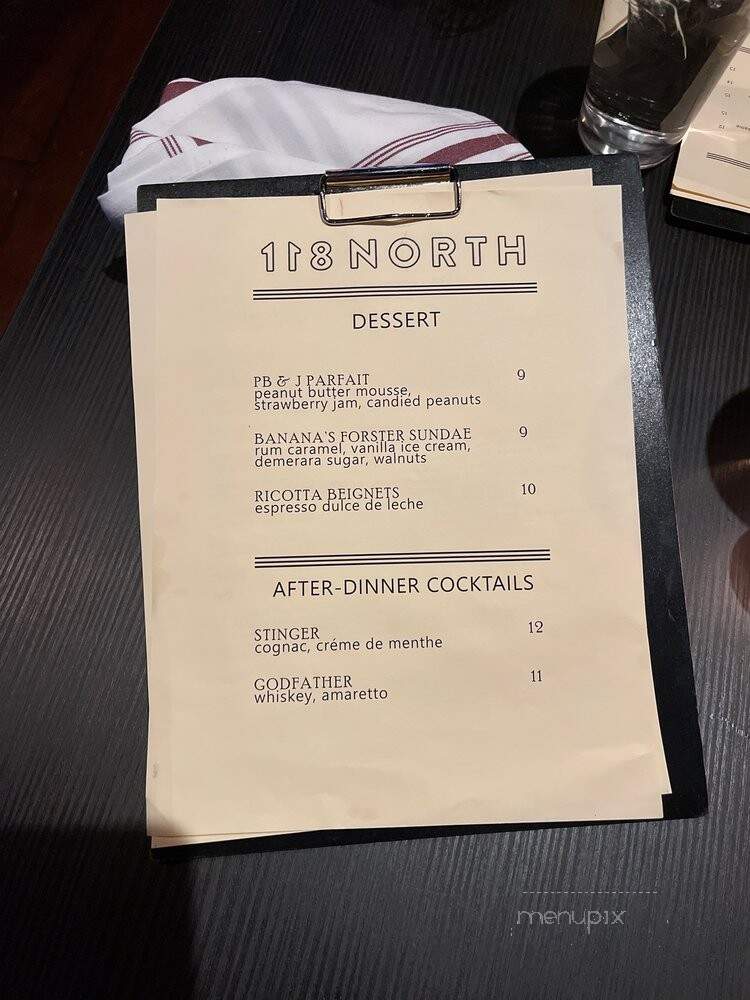 118 NORTH
DESSERT
PB & J PARFAIT 9
peanut butter mousse,
strawberry jam, candied peanuts
BANANA'S FORSTER SUNDAE 9
rum caramel, vanilla ice cream,
demerara sugar, walnuts
RICOTTA BEIGNETS 10
espresso dulce de leche
AFTER-DINNER COCKTAILS
STINGER 12
cognac, créme de menthe
GODFATHER 11
whiskey, amaretto
menupix